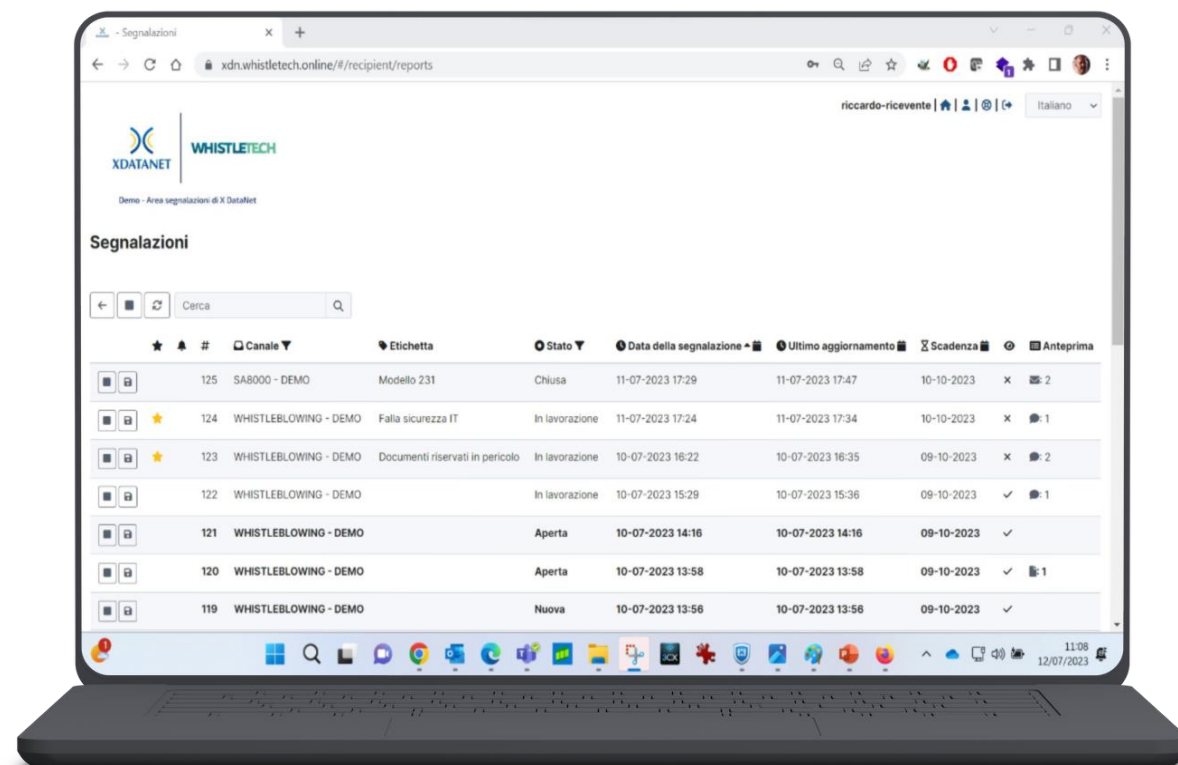 - Segnalazioni
xdn.whistletech.online/#/recipient/reports
1
riccardo-ricevente | | | |
Italiano
XDATANET
WHISTLETECH
Demo - Area segnalazioni di X DataNet
Segnalazioni
Cerca
# Canale Etichetta Stato Data della segnalazione Ultimo aggiornamento Scadenza Anteprima
125 SA8000 - DEMO Modello 231 Chiusa 11-07-2023 17:29 11-07-2023 17:47 10-10-2023 : 2
124 WHISTLEBLOWING - DEMO Falla sicurezza IT In lavorazione 11-07-2023 17:24 11-07-2023 17:34 10-10-2023 : 1
123 WHISTLEBLOWING - DEMO Documenti riservati in pericolo In lavorazione 10-07-2023 16:22 10-07-2023 16:35 09-10-2023 : 2
122 WHISTLEBLOWING - DEMO In lavorazione 10-07-2023 15:29 10-07-2023 15:36 09-10-2023 : 1
121 WHISTLEBLOWING - DEMO Aperta 10-07-2023 14:16 10-07-2023 14:16 09-10-2023
120 WHISTLEBLOWING - DEMO Aperta 10-07-2023 13:58 10-07-2023 13:58 09-10-2023 : 1
119 WHISTLEBLOWING - DEMO Nuova 10-07-2023 13:56 10-07-2023 13:56 09-10-2023
11:08
12/07/2023